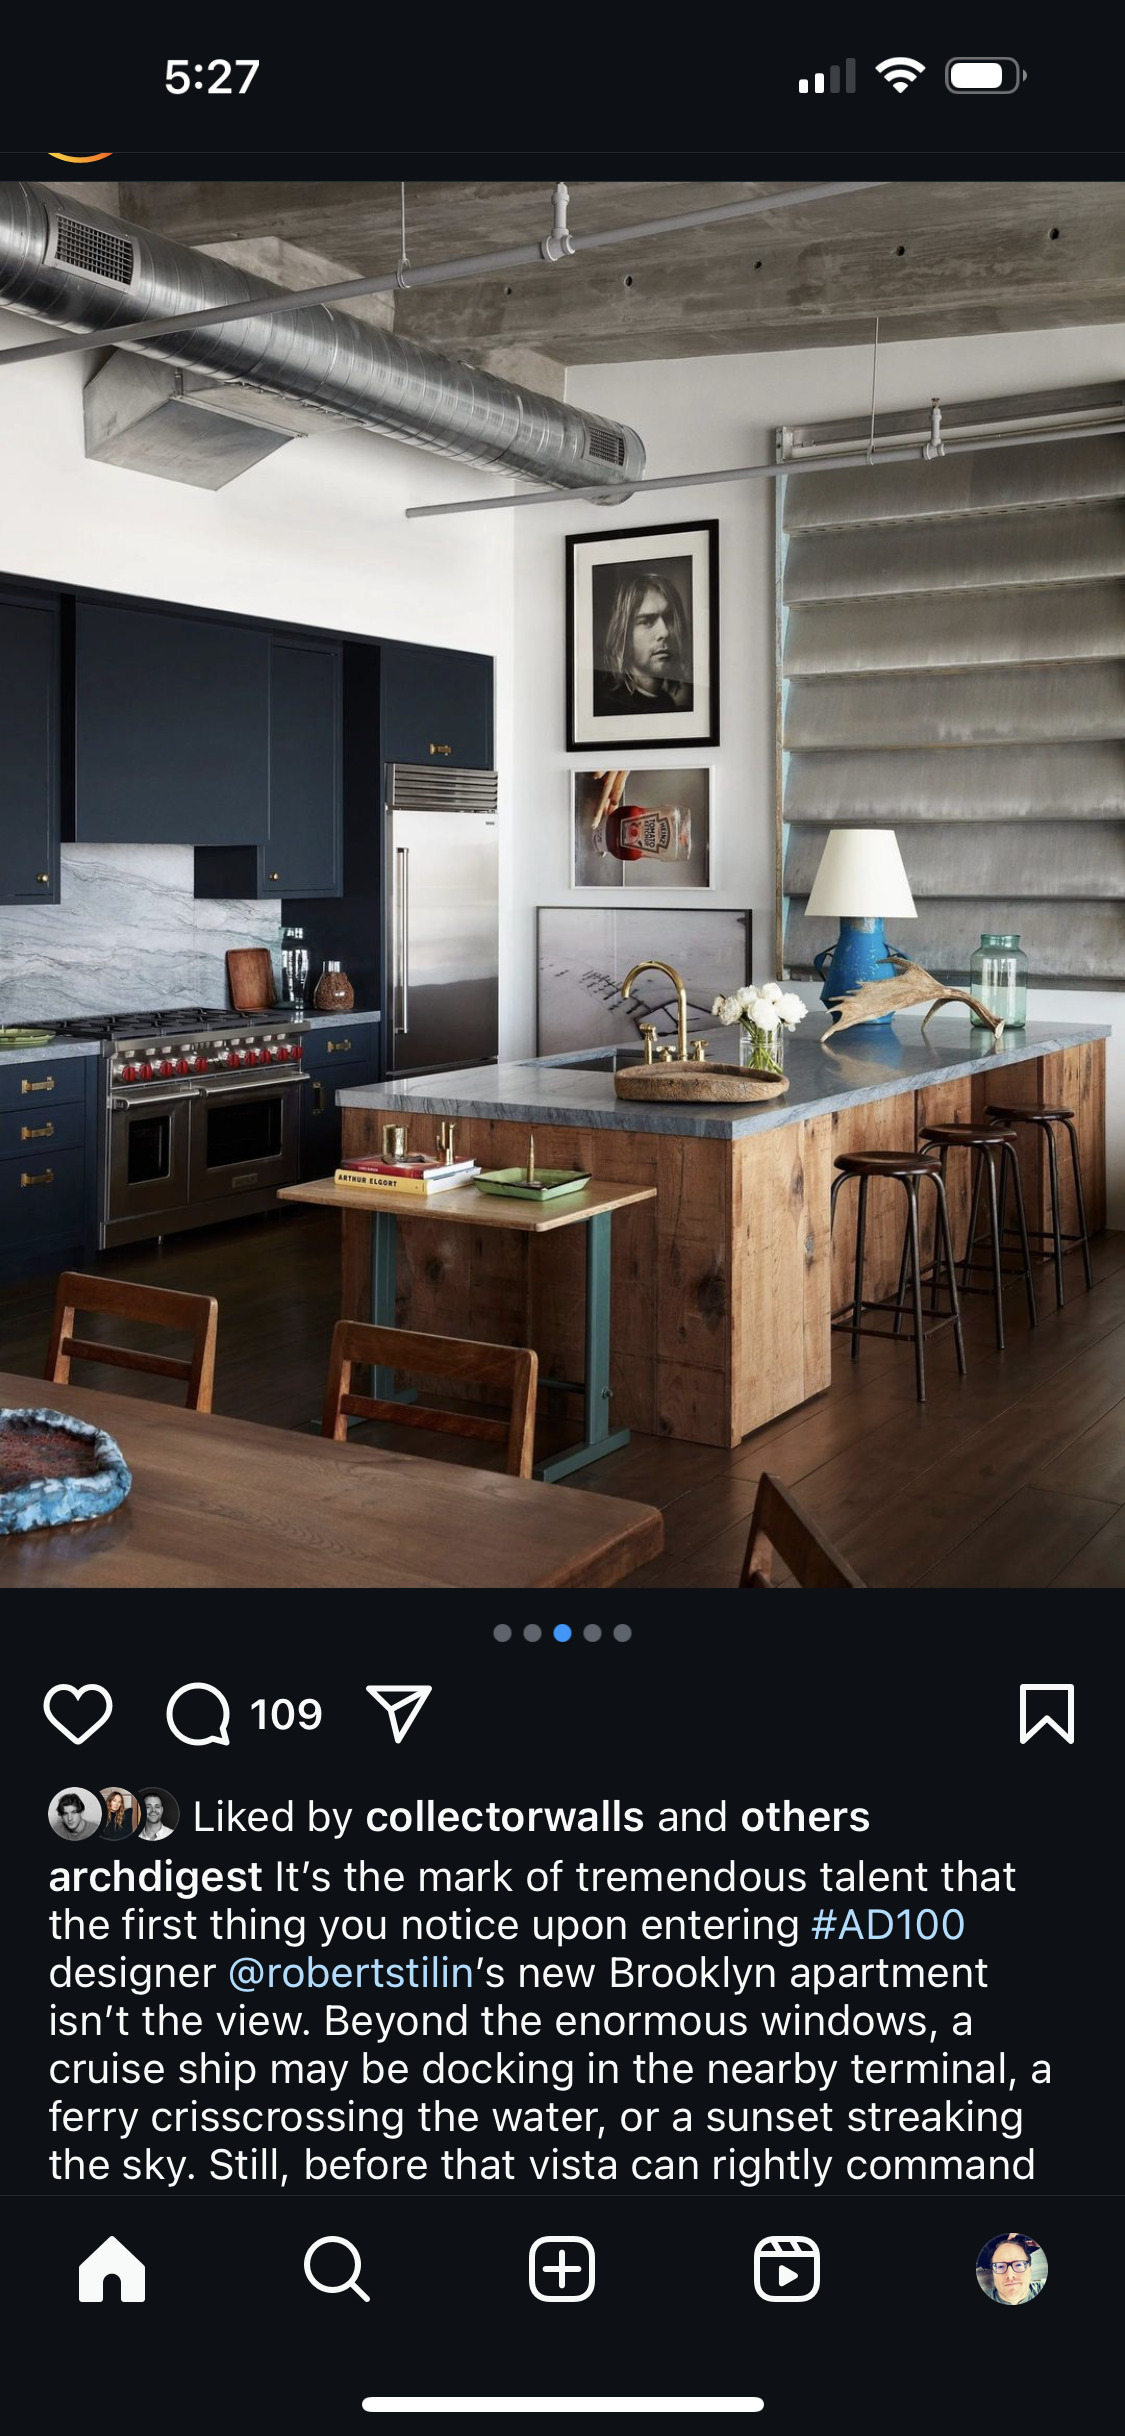 5:27
HEINZ
TOMATO
KETCHUP
ARTHUR ELGORT
109
Liked by collectorwalls and others
archdigest It’s the mark of tremendous talent that
the first thing you notice upon entering #AD100
designer @robertstilin’s new Brooklyn apartment
isn’t the view. Beyond the enormous windows, a
cruise ship may be docking in the nearby terminal, a
ferry crisscrossing the water, or a sunset streaking
the sky. Still, before that vista can rightly command